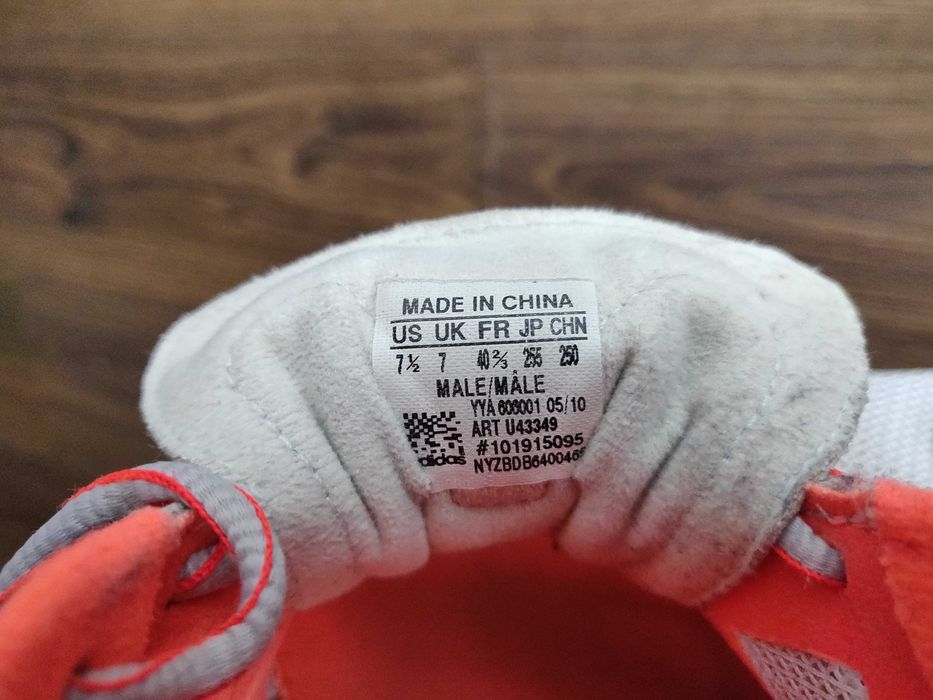 MADE IN CHINA
US UK FR JP CHN
7½ 7 40⅔ 255 250
MALE/MÂLE
YYA 606001 05/10
ART U43349
#101915095
adidas NYZBDB640046